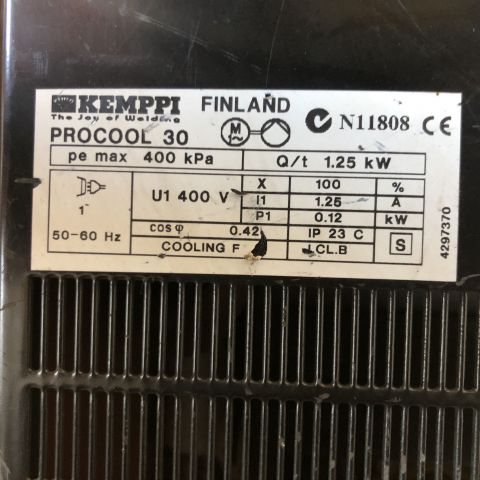 KEMPPI FINLAND
The Joy of Welding
N11808 CE
PROCOOL 30 M
pe max 400 kPa Q/t 1.25 kW
1~ 50-60 Hz
U1 400 V
X 100 %
I1 1.25 A
P1 0.12 kW
cos φ 0.42 IP 23 C
COOLING F CL.B
S
4297370